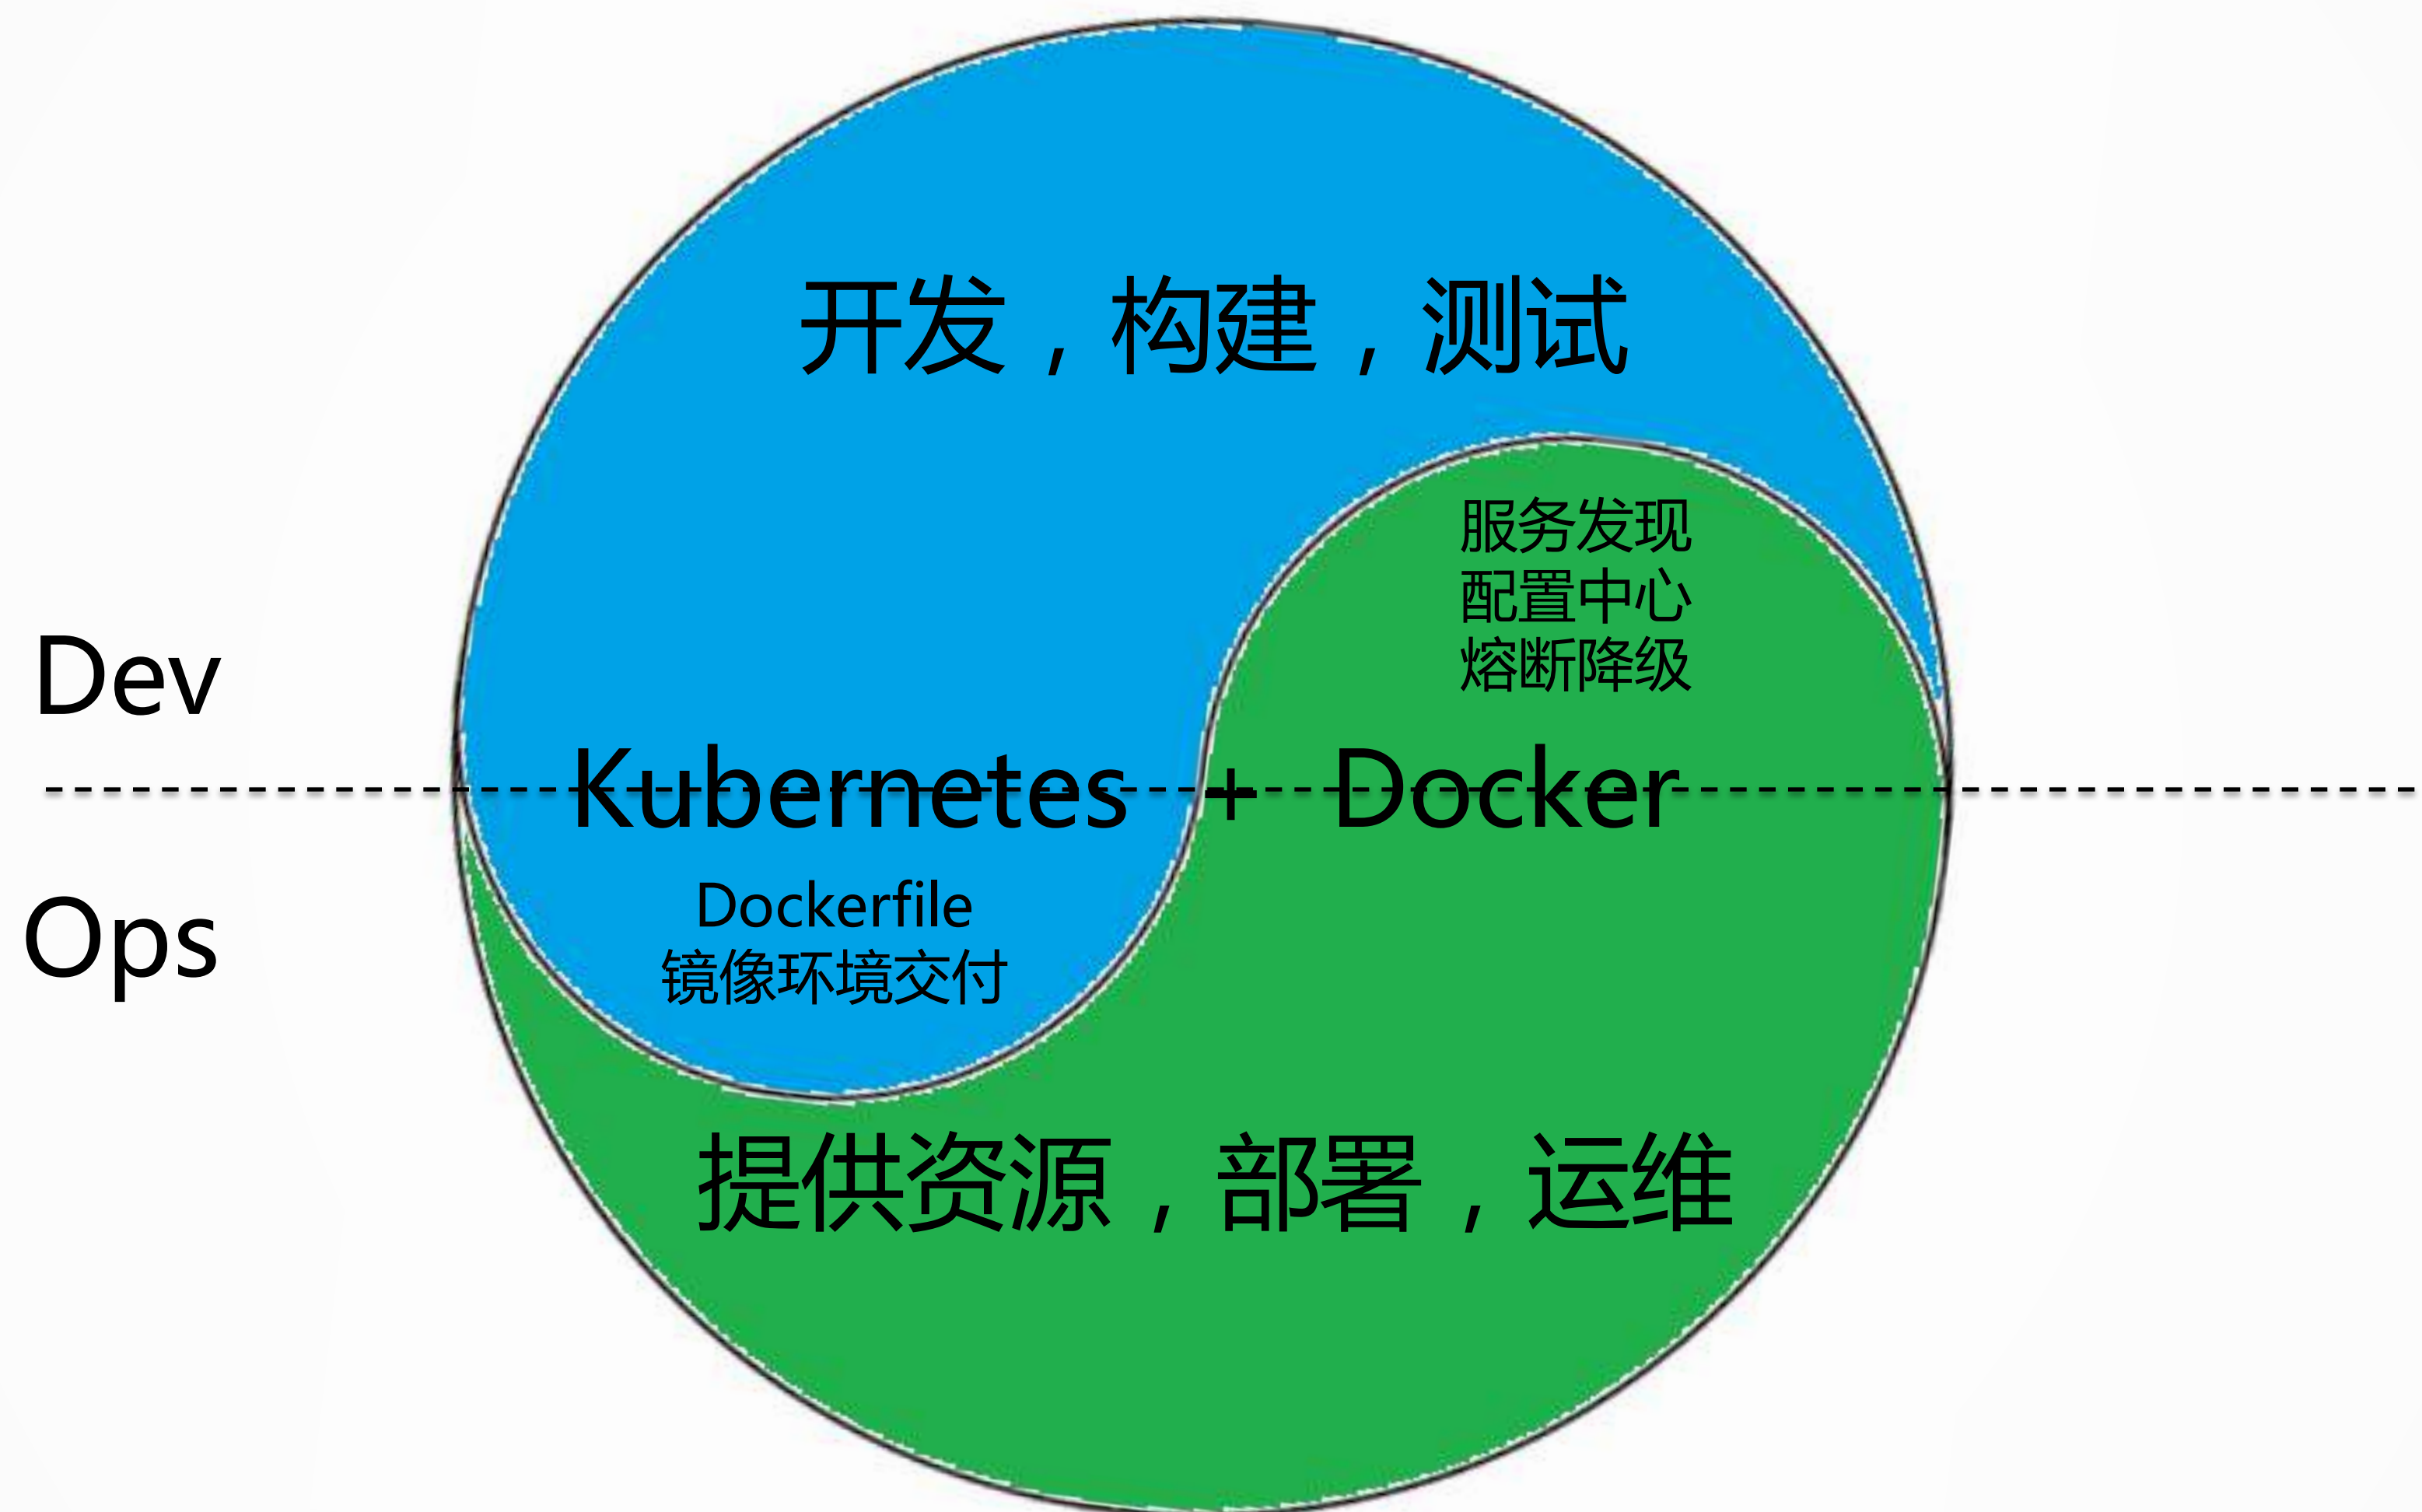 开发，构建，测试
服务发现
配置中心
熔断降级
Dev
Kubernetes + Docker
Ops
Dockerfile
镜像环境交付
提供资源，部署，运维